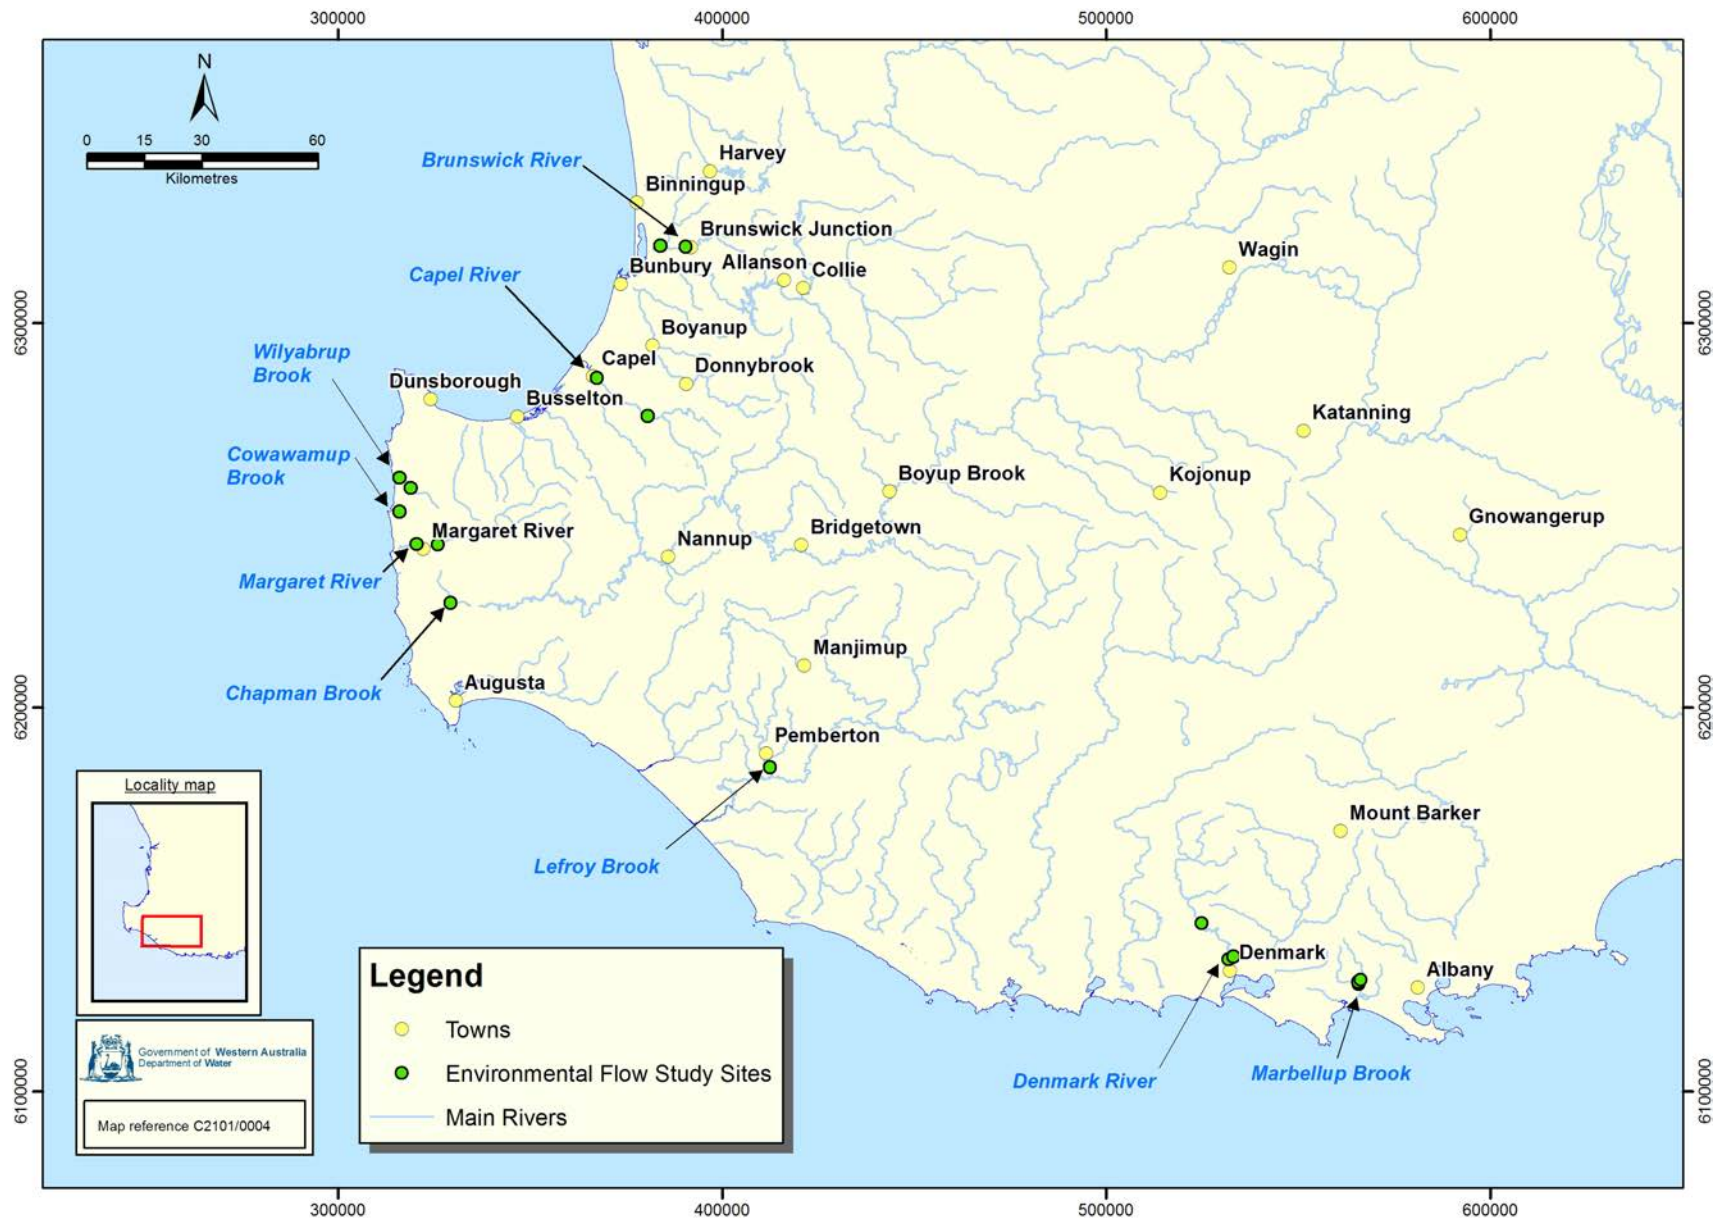 300000
400000
500000
600000
N
0
15
30
60
Kilometres
Harvey
Brunswick River
Binningup
Brunswick Junction
Wagin
Bunbury
Allanson
Collie
Capel River
6300000
6300000
Boyanup
Wilyabrup
Brook
Capel
Donnybrook
Dunsborough
Busselton
Katanning
Cowawamup
Brook
Boyup Brook
Kojonup
Gnowangerup
Margaret River
Bridgetown
Nannup
Margaret River
Manjimup
Chapman Brook
Augusta
6200000
6200000
Pemberton
Locality map
Mount Barker
Lefroy Brook
Denmark
Albany
Legend
Towns
Environmental Flow Study Sites
Main Rivers
Denmark River
Marbellup Brook
Government of Western Australia
Department of Water
Map reference C2101/0004
6100000
6100000
300000
400000
500000
600000